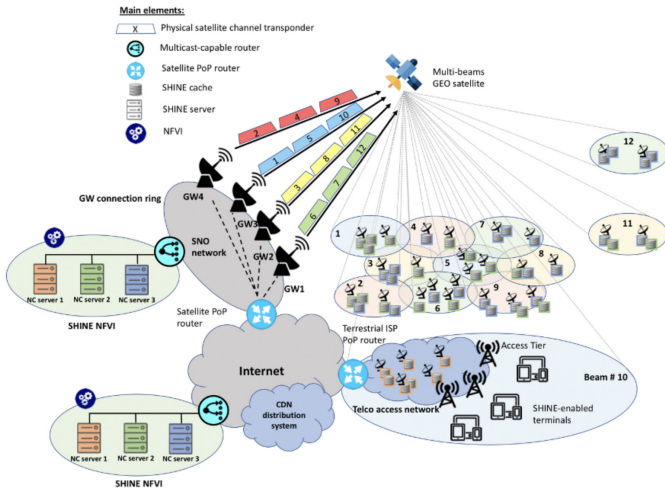 Main elements:
X
Physical satellite channel transponder
Multicast-capable router
Satellite PoP router
SHINE cache
SHINE server
NFVI
Multi-beams
GEO satellite
2 4 9
1 5 10
3 8 11
6 7 12
GW connection ring
GW4
GW3
GW2
GW1
SNO
network
NC server 1 NC server 2 NC server 3
SHINE NFVI
Satellite PoP
router
12
11
1 4 7
3 5 8
2 6 9
Terrestrial ISP
PoP router
Internet
CDN
distribution
system
Access Tier
Beam # 10
Telco access network
SHINE-enabled
terminals
NC server 1 NC server 2 NC server 3
SHINE NFVI